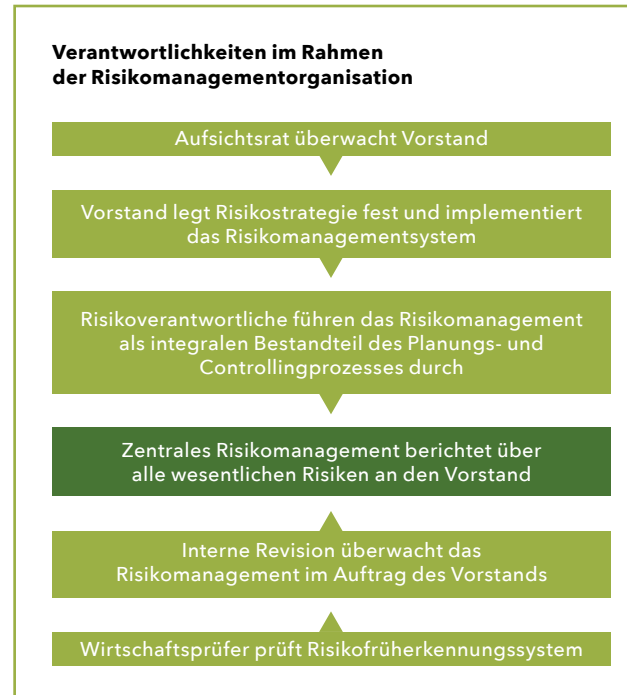 Verantwortlichkeiten im Rahmen
der Risikomanagementorganisation
Aufsichtsrat überwacht Vorstand
Vorstand legt Risikostrategie fest und implementiert
das Risikomanagementsystem
Risikoverantwortliche führen das Risikomanagement
als integralen Bestandteil des Planungs- und
Controllingprozesses durch
Zentrales Risikomanagement berichtet über
alle wesentlichen Risiken an den Vorstand
Interne Revision überwacht das
Risikomanagement im Auftrag des Vorstands
Wirtschaftsprüfer prüft Risikofrüherkennungssystem